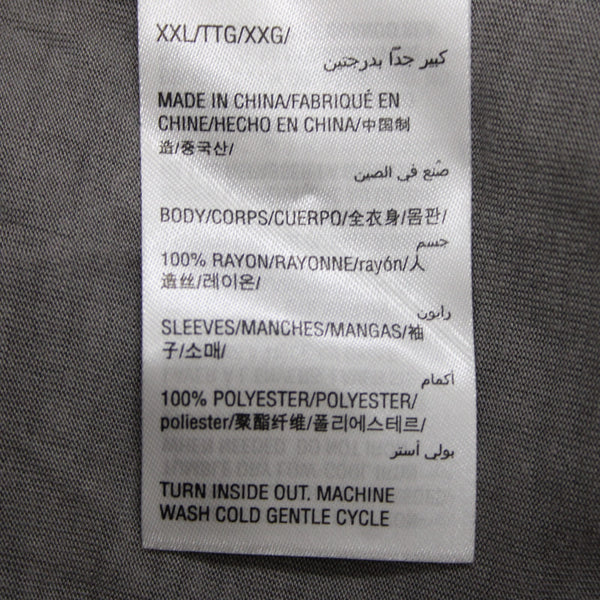 XXL/TTG/XXG/
كبير جدًا بدرجتين
MADE IN CHINA/FABRIQUÉ EN
CHINE/HECHO EN CHINA/中国制
造/중국산/
صُنع في الصين
BODY/CORPS/CUERPO/全衣身/몸판/
جسم
100% RAYON/RAYONNE/rayón/人
造丝/레이온/
رايون
SLEEVES/MANCHES/MANGAS/袖
子/소매/
أكمام
100% POLYESTER/POLYESTER/
poliester/聚酯纤维/폴리에스테르/
بولي أستر
TURN INSIDE OUT. MACHINE
WASH COLD GENTLE CYCLE